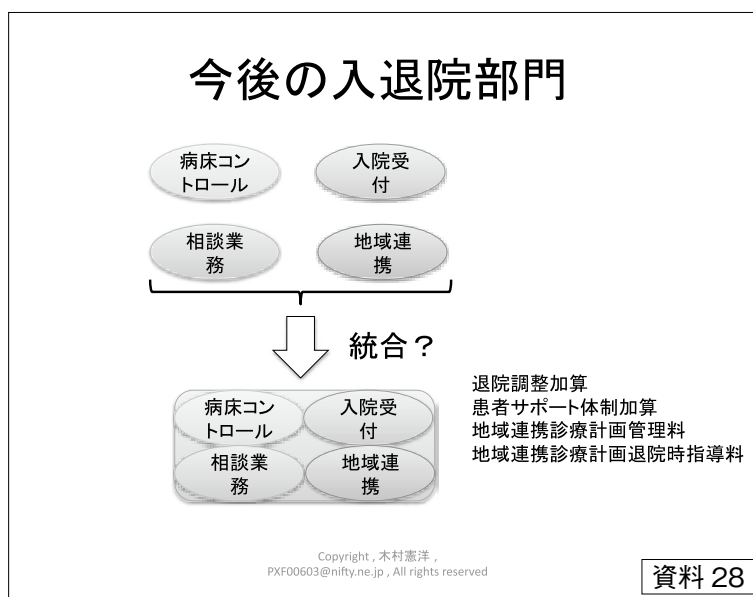 今後の入退院部門
病床コン
トロール
入院受
付
相談業
務
地域連
携
統合？
病床コン
トロール
入院受
付
相談業
務
地域連
携
退院調整加算
患者サポート体制加算
地域連携診療計画管理料
地域連携診療計画退院時指導料
Copyright , 木村憲洋 ,
PXF00603@nifty.ne.jp , All rights reserved
資料 28